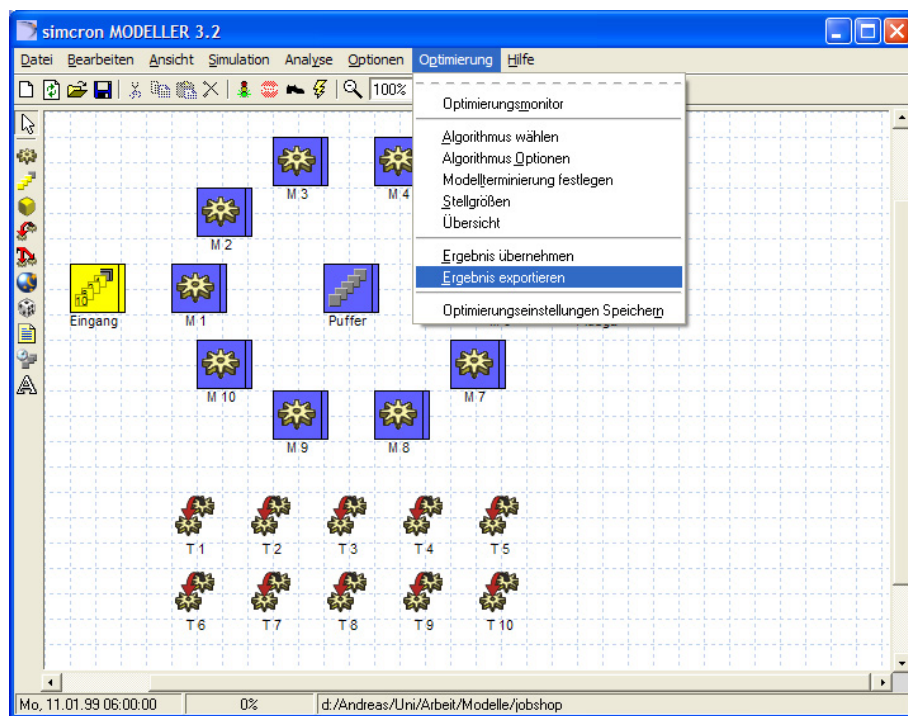 simcron MODELLER 3.2
Datei Bearbeiten Ansicht Simulation Analyse Optionen Optimierung Hilfe
100%
Optimierungsmonitor
Algorithmus wählen
Algorithmus Optionen
Modellterminierung festlegen
Stellgrößen
Übersicht
Ergebnis übernehmen
Ergebnis exportieren
Optimierungseinstellungen Speichern
M 3 M 4
M 2
Eingang M 1 Puffer
M 10 M 7
M 9 M 8
T 1 T 2 T 3 T 4 T 5
T 6 T 7 T 8 T 9 T 10
Mo, 11.01.99 06:00:00 0% d:/Andreas/Uni/Arbeit/Modelle/jobshop